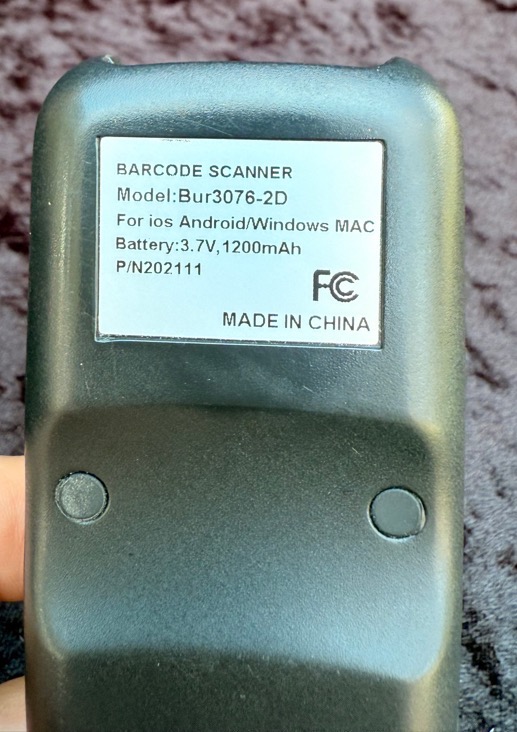 BARCODE SCANNER
Model:Bur3076-2D
For ios Android/Windows MAC
Battery:3.7V,1200mAh
P/N202111
FC
MADE IN CHINA